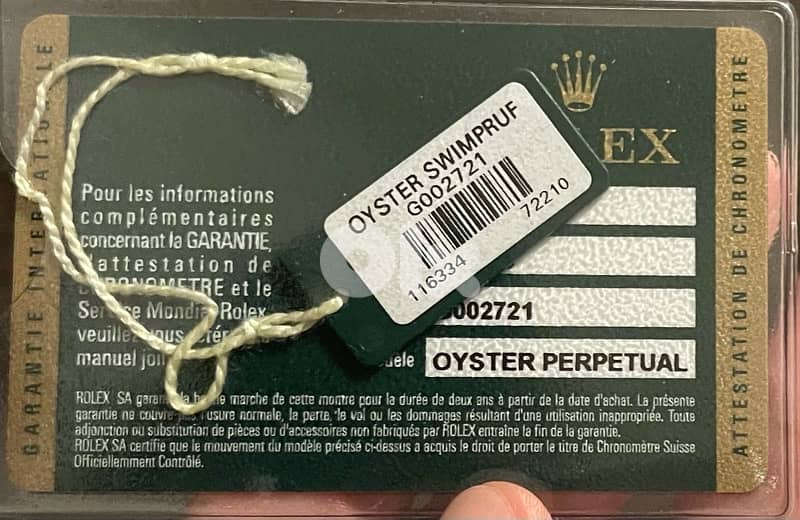 GARANTIE INTERNATIONALE
EX
ATTESTATION DE CHRONOMETRE
OYSTER SWIMPRUF
G002721
72210
116334
Pour les informations
complémentaires
concernant la GARANTIE,
l'attestation de
CHRONOMETRE et le
Service Mondial Rolex,
veuillez vous
manuel
G002721
OYSTER PERPETUAL
ROLEX SA garantit la bonne marche de cette montre pour la durée de deux ans à partir de la date d'achat. La présente
garantie ne couvre pas l'usure normale, la perte, le vol ou les dommages résultant d'une utilisation inappropriée. Toute
adjonction ou substitution de pièces ou d'accessoires non fabriqués par ROLEX entraîne la fin de la garantie.
ROLEX SA certifie que le mouvement du modèle précisé ci-dessus a acquis le droit de porter le titre de Chronomètre Suisse
Officiellement Contrôlé.